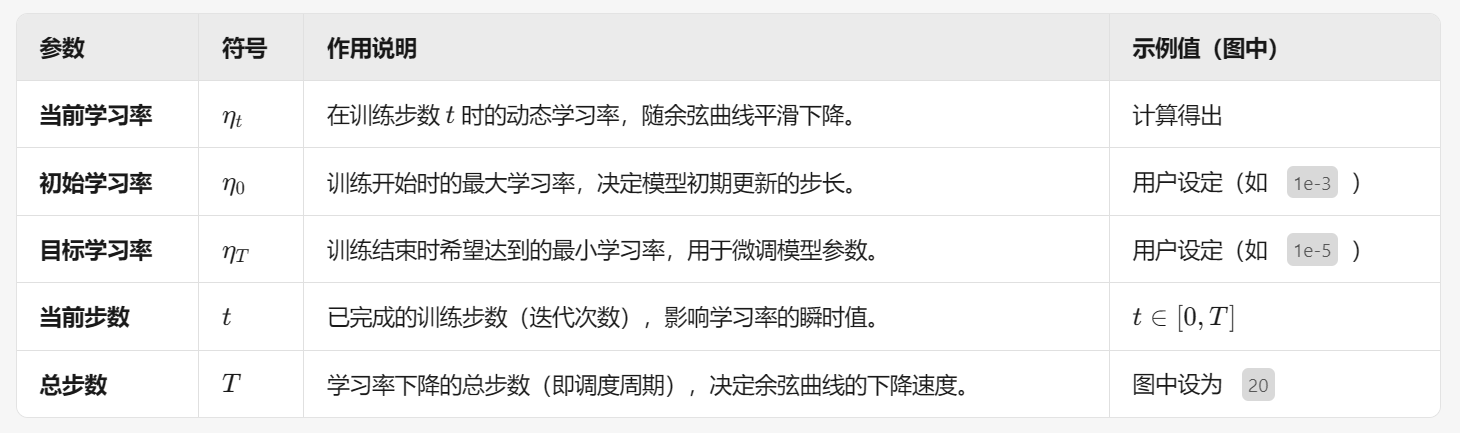 参数 符号 作用说明 示例值（图中）
当前学习率 ηt 在训练步数 t 时的动态学习率，随余弦曲线平滑下降。 计算得出
初始学习率 η0 训练开始时的最大学习率，决定模型初期更新的步长。 用户设定（如 1e-3 ）
目标学习率 ηT 训练结束时希望达到的最小学习率，用于微调模型参数。 用户设定（如 1e-5 ）
当前步数 t 已完成的训练步数（迭代次数），影响学习率的瞬时值。 t ∈ [0, T]
总步数 T 学习率下降的总步数（即调度周期），决定余弦曲线的下降速度。 图中设为 20